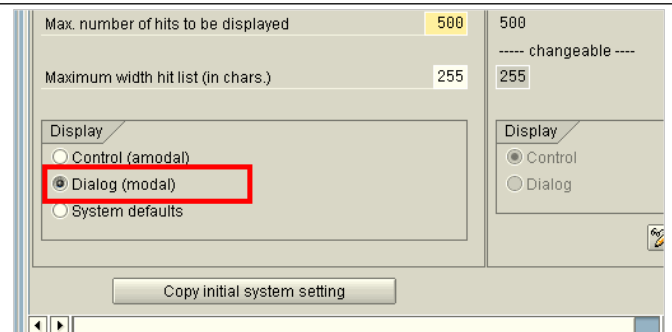 Max. number of hits to be displayed 500 500
----- changeable ----
Maximum width hit list (in chars.) 255 255
Display Display
Control (amodal) Control
Dialog (modal) Dialog
System defaults
Copy initial system setting